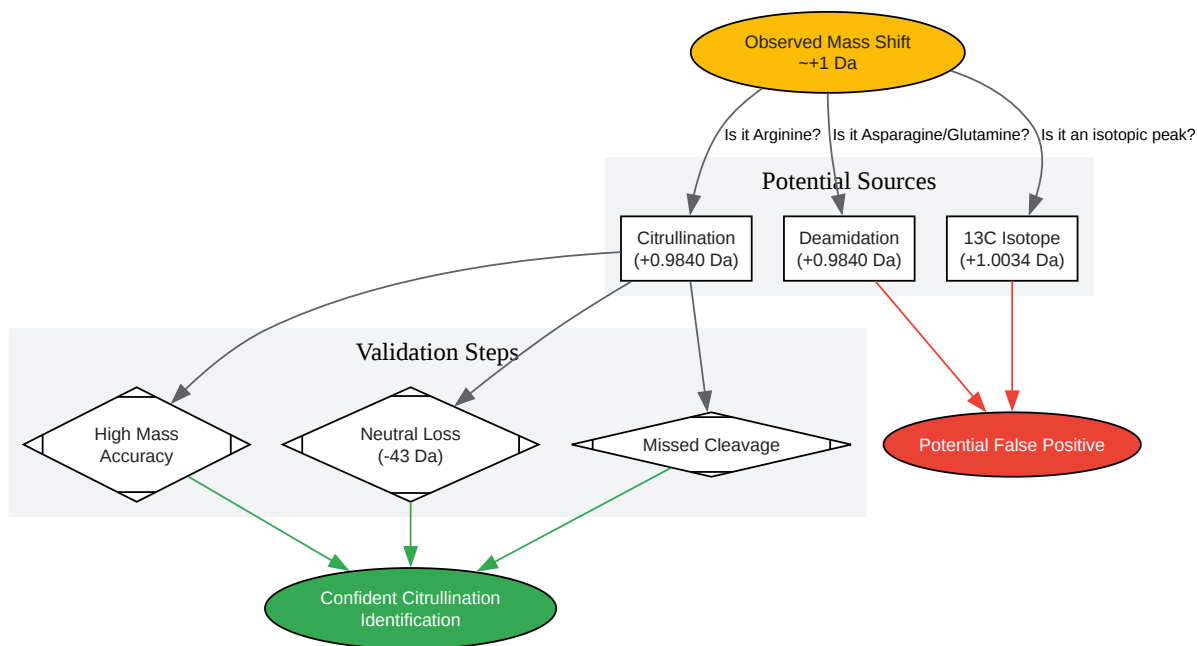 Observed Mass Shift
~+1 Da
Is it Arginine?
Is it Asparagine/Glutamine?
Is it an isotopic peak?
Potential Sources
Citrullination
(+0.9840 Da)
Deamidation
(+0.9840 Da)
13C Isotope
(+1.0034 Da)
Validation Steps
High Mass
Accuracy
Neutral Loss
(-43 Da)
Missed Cleavage
Potential False Positive
Confident Citrullination
Identification